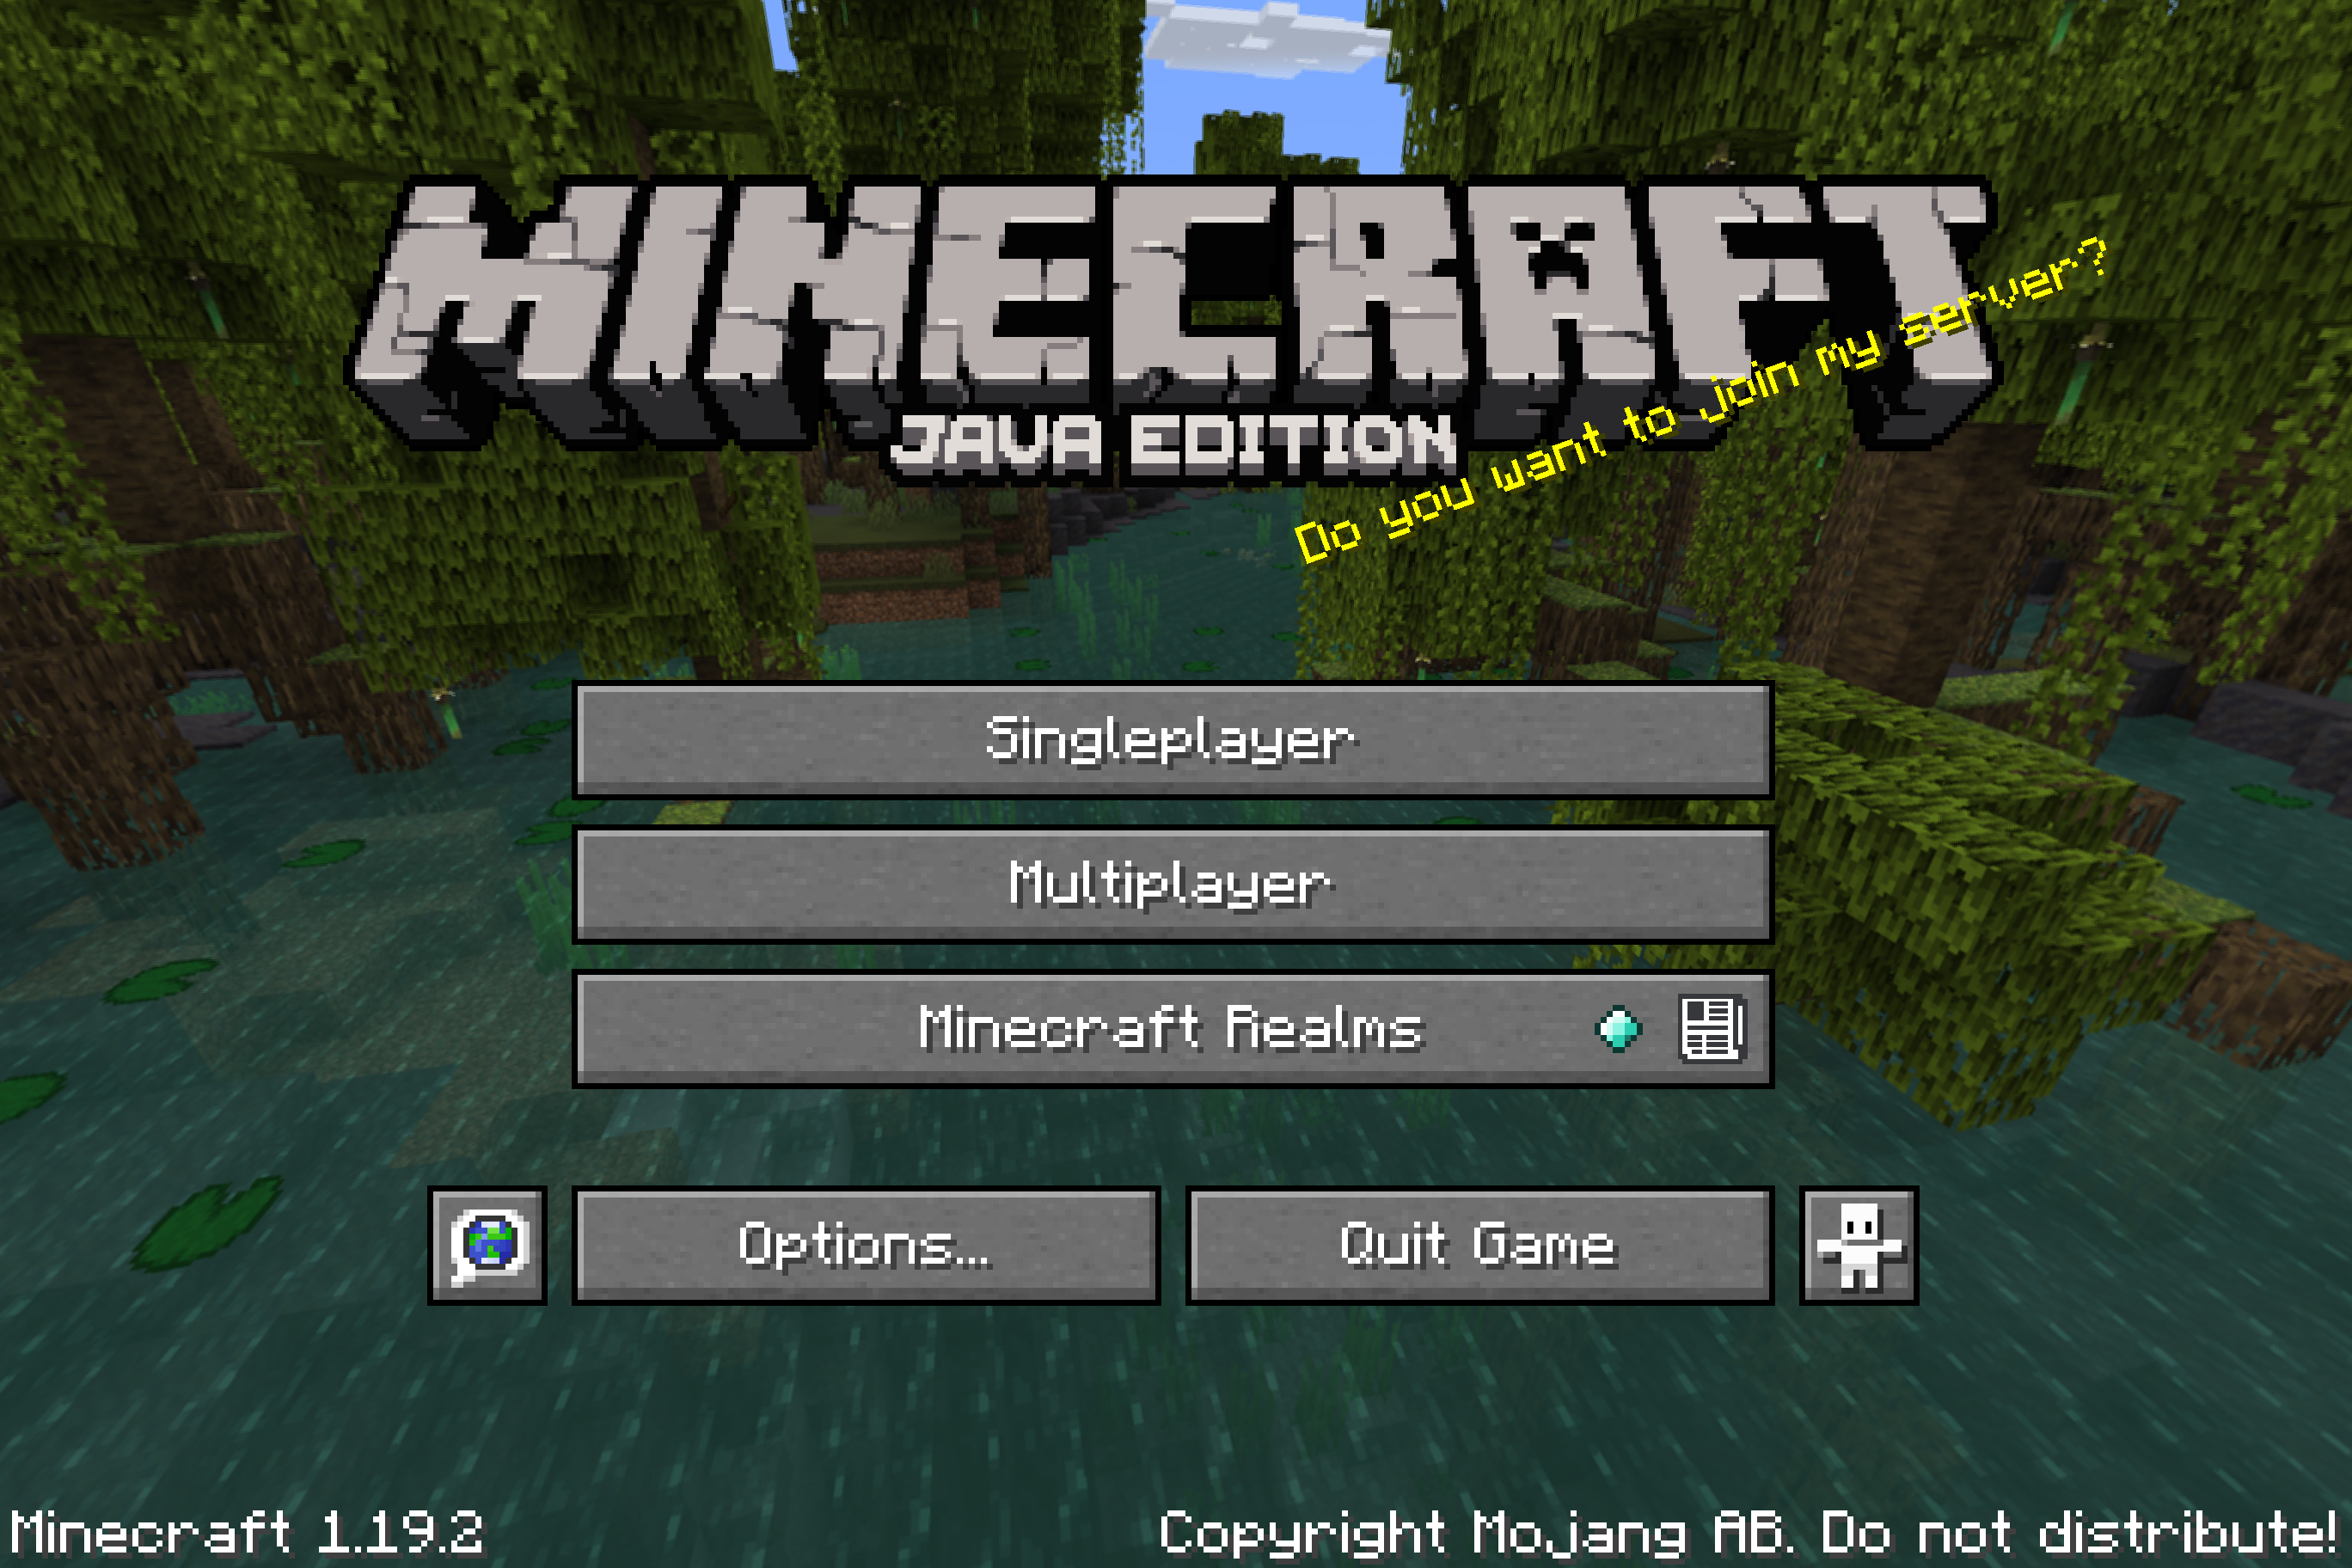 MINECRAFT
JAVA EDITION
Do you want to join my server?
Singleplayer
Multiplayer
Minecraft Realms
Options...
Quit Game
Minecraft 1.19.2
Copyright Mojang AB. Do not distribute!